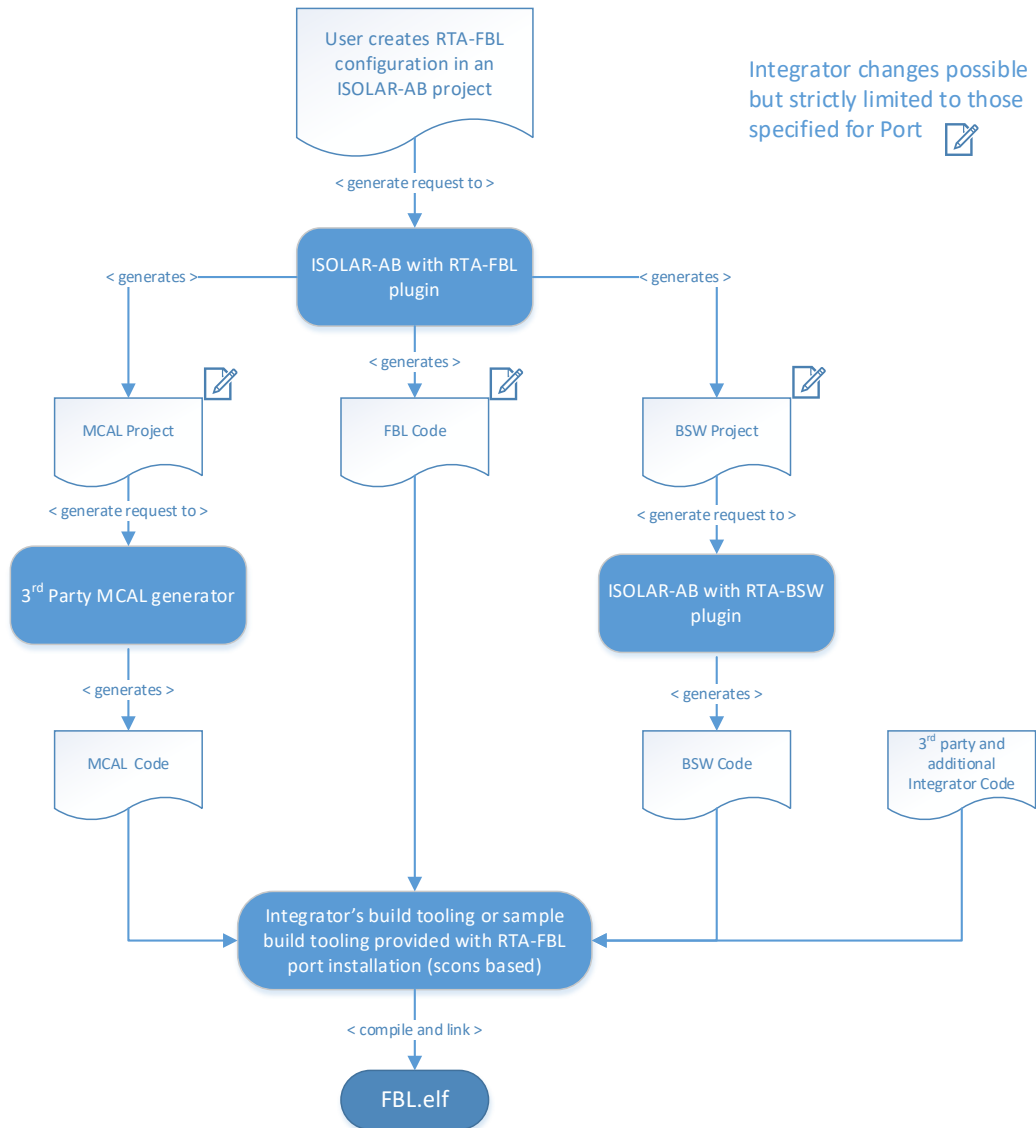 User creates RTA-FBL
configuration in an
ISOLAR-AB project
Integrator changes possible
but strictly limited to those
specified for Port
< generate request to >
ISOLAR-AB with RTA-FBL
plugin
< generates >
< generates >
< generates >
MCAL Project
FBL Code
BSW Project
< generate request to >
< generate request to >
3rd Party MCAL generator
ISOLAR-AB with RTA-BSW
plugin
< generates >
< generates >
MCAL Code
BSW Code
3rd party and
additional
Integrator Code
Integrator’s build tooling or sample
build tooling provided with RTA-FBL
port installation (scons based)
< compile and link >
FBL.elf